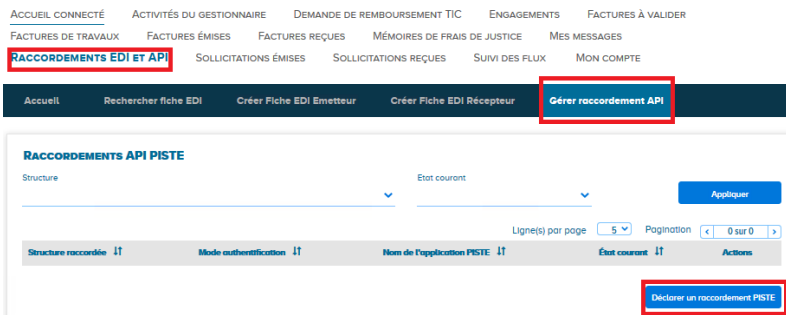 Accueil connecté Activités du gestionnaire Demande de remboursement TIC Engagements Factures à valider
Factures de travaux Factures émises Factures reçues Mémoires de frais de justice Mes messages
Raccordements EDI et API Sollicitations émises Sollicitations reçues Suivi des flux Mon compte
Accueil Rechercher fiche EDI Créer Fiche EDI Emetteur Créer Fiche EDI Récepteur Gérer raccordement API
Raccordements API PISTE
Structure Etat courant
Appliquer
Ligne(s) par page 5 Pagination < 0 sur 0 >
Structure raccordée Mode authentification Nom de l'application PISTE État courant Actions
Déclarer un raccordement PISTE